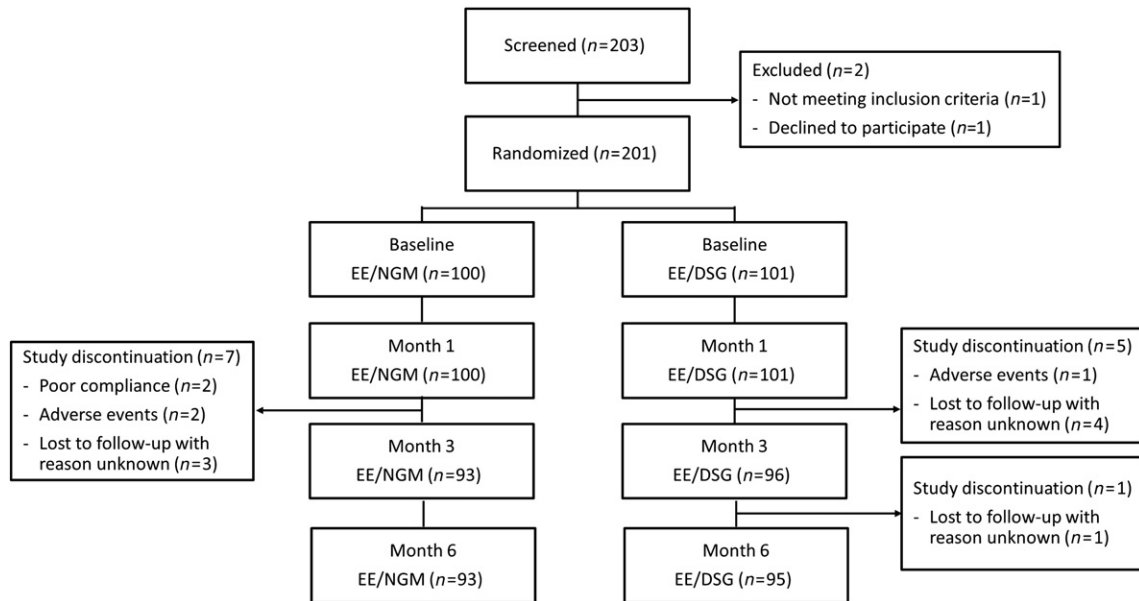 Screened (n=203)
Excluded (n=2)
- Not meeting inclusion criteria (n=1)
- Declined to participate (n=1)
Randomized (n=201)
Baseline
EE/NGM (n=100)
Baseline
EE/DSG (n=101)
Month 1
EE/NGM (n=100)
Month 1
EE/DSG (n=101)
Study discontinuation (n=7)
- Poor compliance (n=2)
- Adverse events (n=2)
- Lost to follow-up with
reason unknown (n=3)
Study discontinuation (n=5)
- Adverse events (n=1)
- Lost to follow-up with
reason unknown (n=4)
Month 3
EE/NGM (n=93)
Month 3
EE/DSG (n=96)
Study discontinuation (n=1)
- Lost to follow-up with
reason unknown (n=1)
Month 6
EE/NGM (n=93)
Month 6
EE/DSG (n=95)